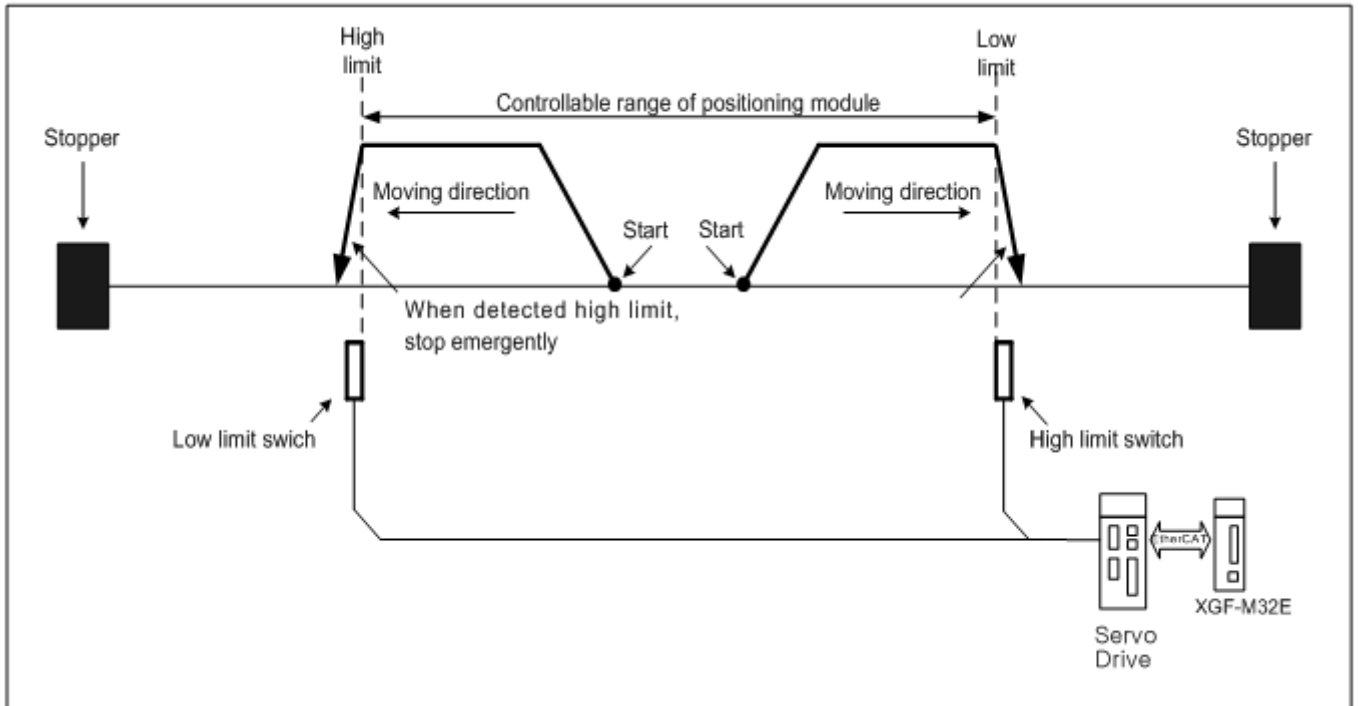 High
limit
Low
limit
Controllable range of positioning module
Stopper
Stopper
Moving direction
Moving direction
Start
Start
When detected high limit,
stop emergently
Low limit swich
High limit switch
EtherCAT
XGF-M32E
Servo
Drive